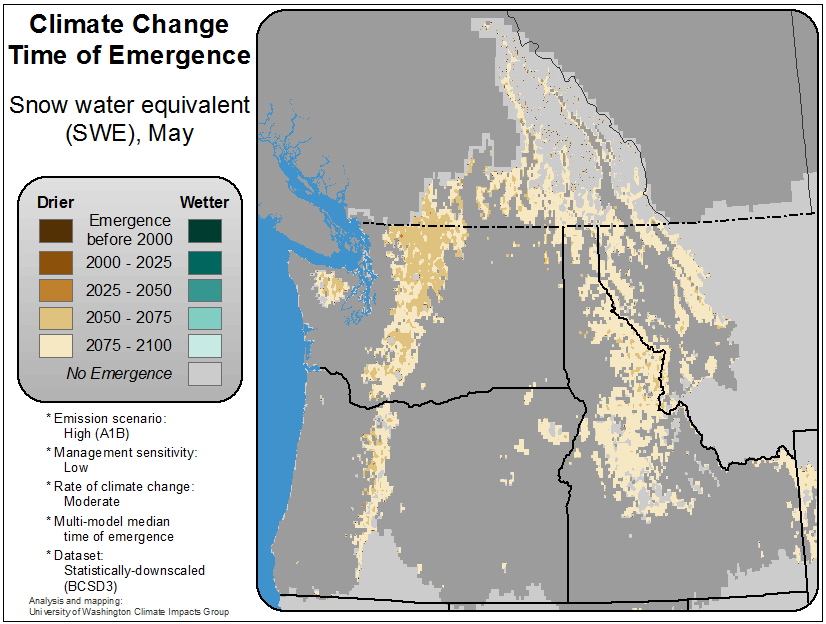 Climate Change
Time of Emergence
Snow water equivalent
(SWE), May
Drier
Wetter
Emergence
before 2000
2000 - 2025
2025 - 2050
2050 - 2075
2075 - 2100
No Emergence
* Emission scenario:
High (A1B)
* Management sensitivity:
Low
* Rate of climate change:
Moderate
* Multi-model median
time of emergence
* Dataset:
Statistically-downscaled
(BCSD3)
Analysis and mapping:
University of Washington Climate Impacts Group